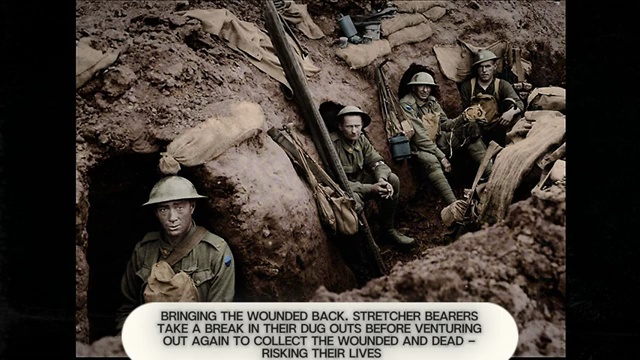 BRINGING THE WOUNDED BACK. STRETCHER BEARERS
TAKE A BREAK IN THEIR DUG OUTS BEFORE VENTURING
OUT AGAIN TO COLLECT THE WOUNDED AND DEAD –
RISKING THEIR LIVES